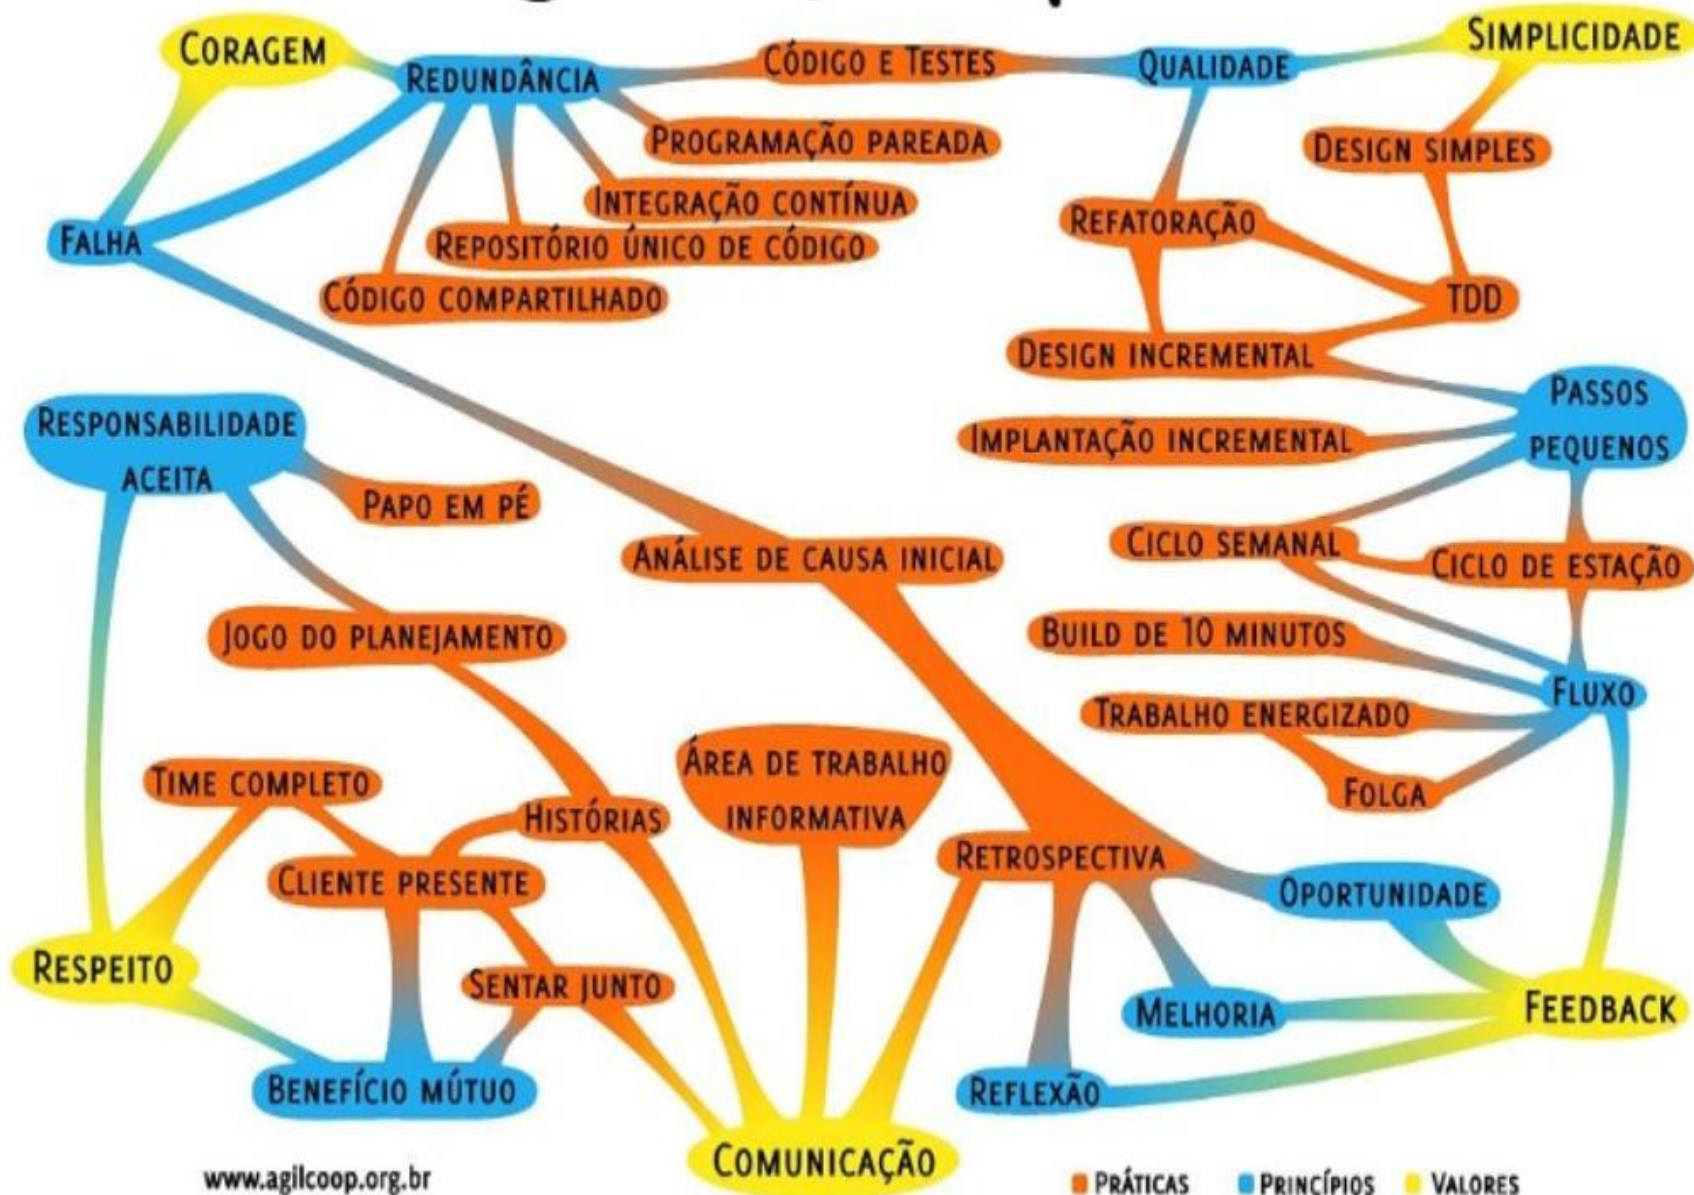 CORAGEM
REDUNDÂNCIA
CÓDIGO E TESTES
QUALIDADE
SIMPLICIDADE
PROGRAMAÇÃO PAREADA
DESIGN SIMPLES
INTEGRAÇÃO CONTÍNUA
REFATORAÇÃO
FALHA
REPOSITÓRIO ÚNICO DE CÓDIGO
CÓDIGO COMPARTILHADO
TDD
DESIGN INCREMENTAL
PASSOS
PEQUENOS
RESPONSABILIDADE
ACEITA
IMPLANTAÇÃO INCREMENTAL
PAPO EM PÉ
ANÁLISE DE CAUSA INICIAL
CICLO SEMANAL
CICLO DE ESTAÇÃO
JOGO DO PLANEJAMENTO
BUILD DE 10 MINUTOS
FLUXO
TRABALHO ENERGIZADO
ÁREA DE TRABALHO
INFORMATIVA
TIME COMPLETO
FOLGA
HISTÓRIAS
RETROSPECTIVA
CLIENTE PRESENTE
OPORTUNIDADE
RESPEITO
SENTAR JUNTO
MELHORIA
FEEDBACK
BENEFÍCIO MÚTUO
REFLEXÃO
COMUNICAÇÃO
www.agilcoop.org.br
PRÁTICAS
PRINCÍPIOS
VALORES